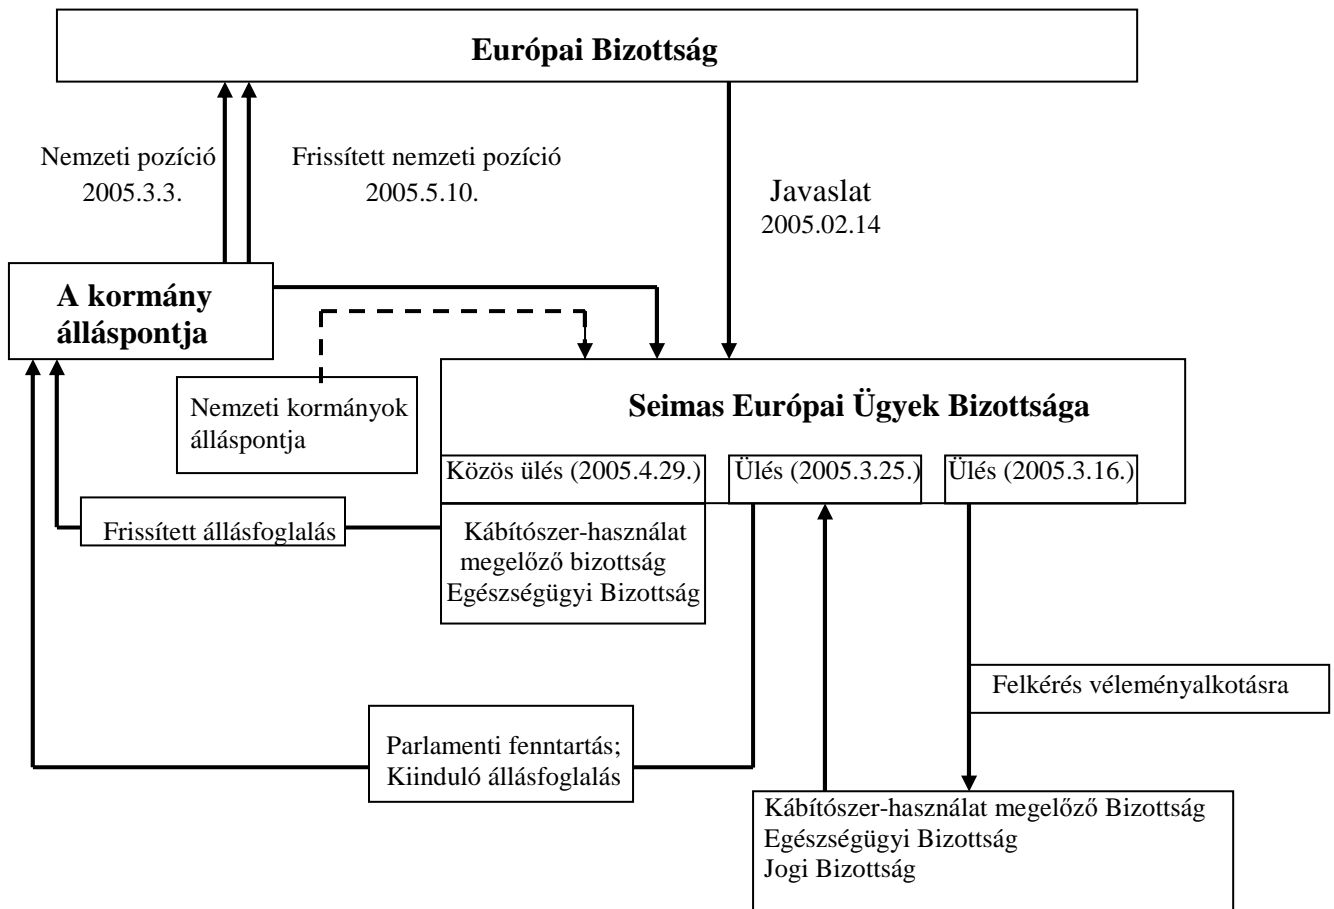 Európai Bizottság
Nemzeti pozíció
2005.3.3.
Frissített nemzeti pozíció
2005.5.10.
Javaslat
2005.02.14
A kormány
álláspontja
Nemzeti kormányok
álláspontja
Seimas Európai Ügyek Bizottsága
Közös ülés (2005.4.29.)
Ülés (2005.3.25.)
Ülés (2005.3.16.)
Frissített állásfoglalás
Kábítószer-használat
megelőző bizottság
Egészségügyi Bizottság
Felkérés véleményalkotásra
Parlamenti fenntartás;
Kiinduló állásfoglalás
Kábítószer-használat megelőző Bizottság
Egészségügyi Bizottság
Jogi Bizottság